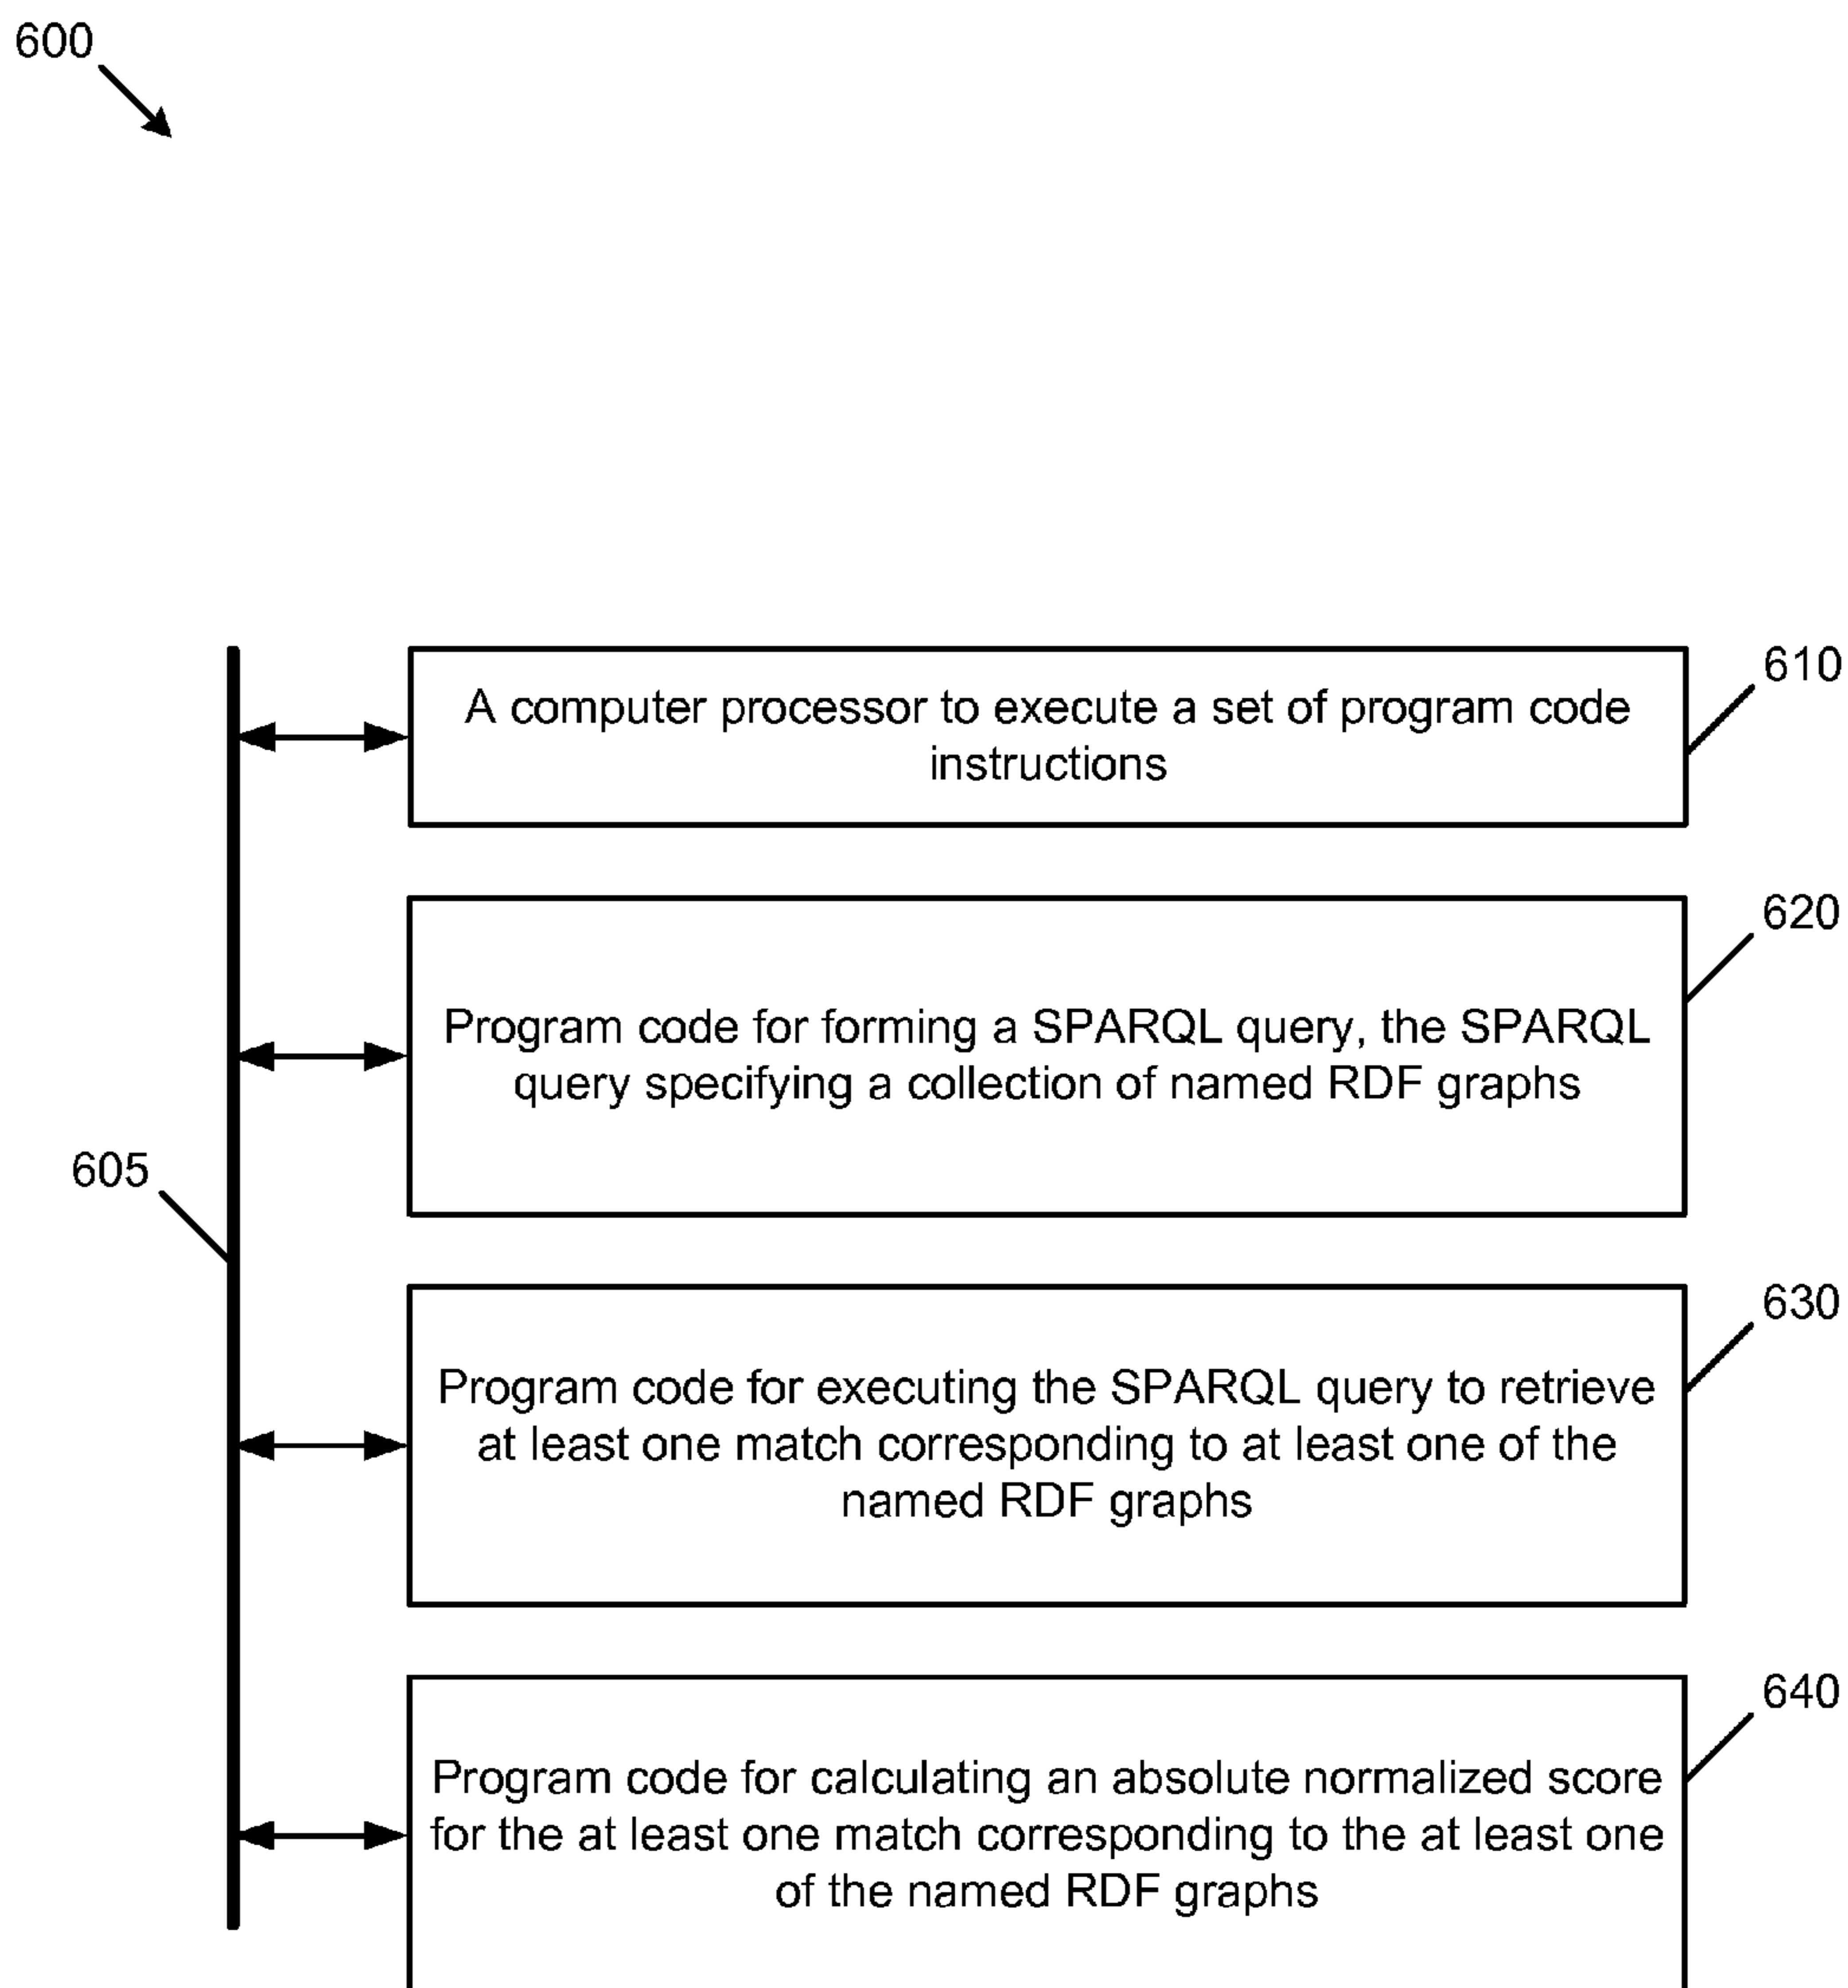 600
A computer processor to execute a set of program code
instructions
610
Program code for forming a SPARQL query, the SPARQL
query specifying a collection of named RDF graphs
620
605
Program code for executing the SPARQL query to retrieve
at least one match corresponding to at least one of the
named RDF graphs
630
Program code for calculating an absolute normalized score
for the at least one match corresponding to the at least one
of the named RDF graphs
640